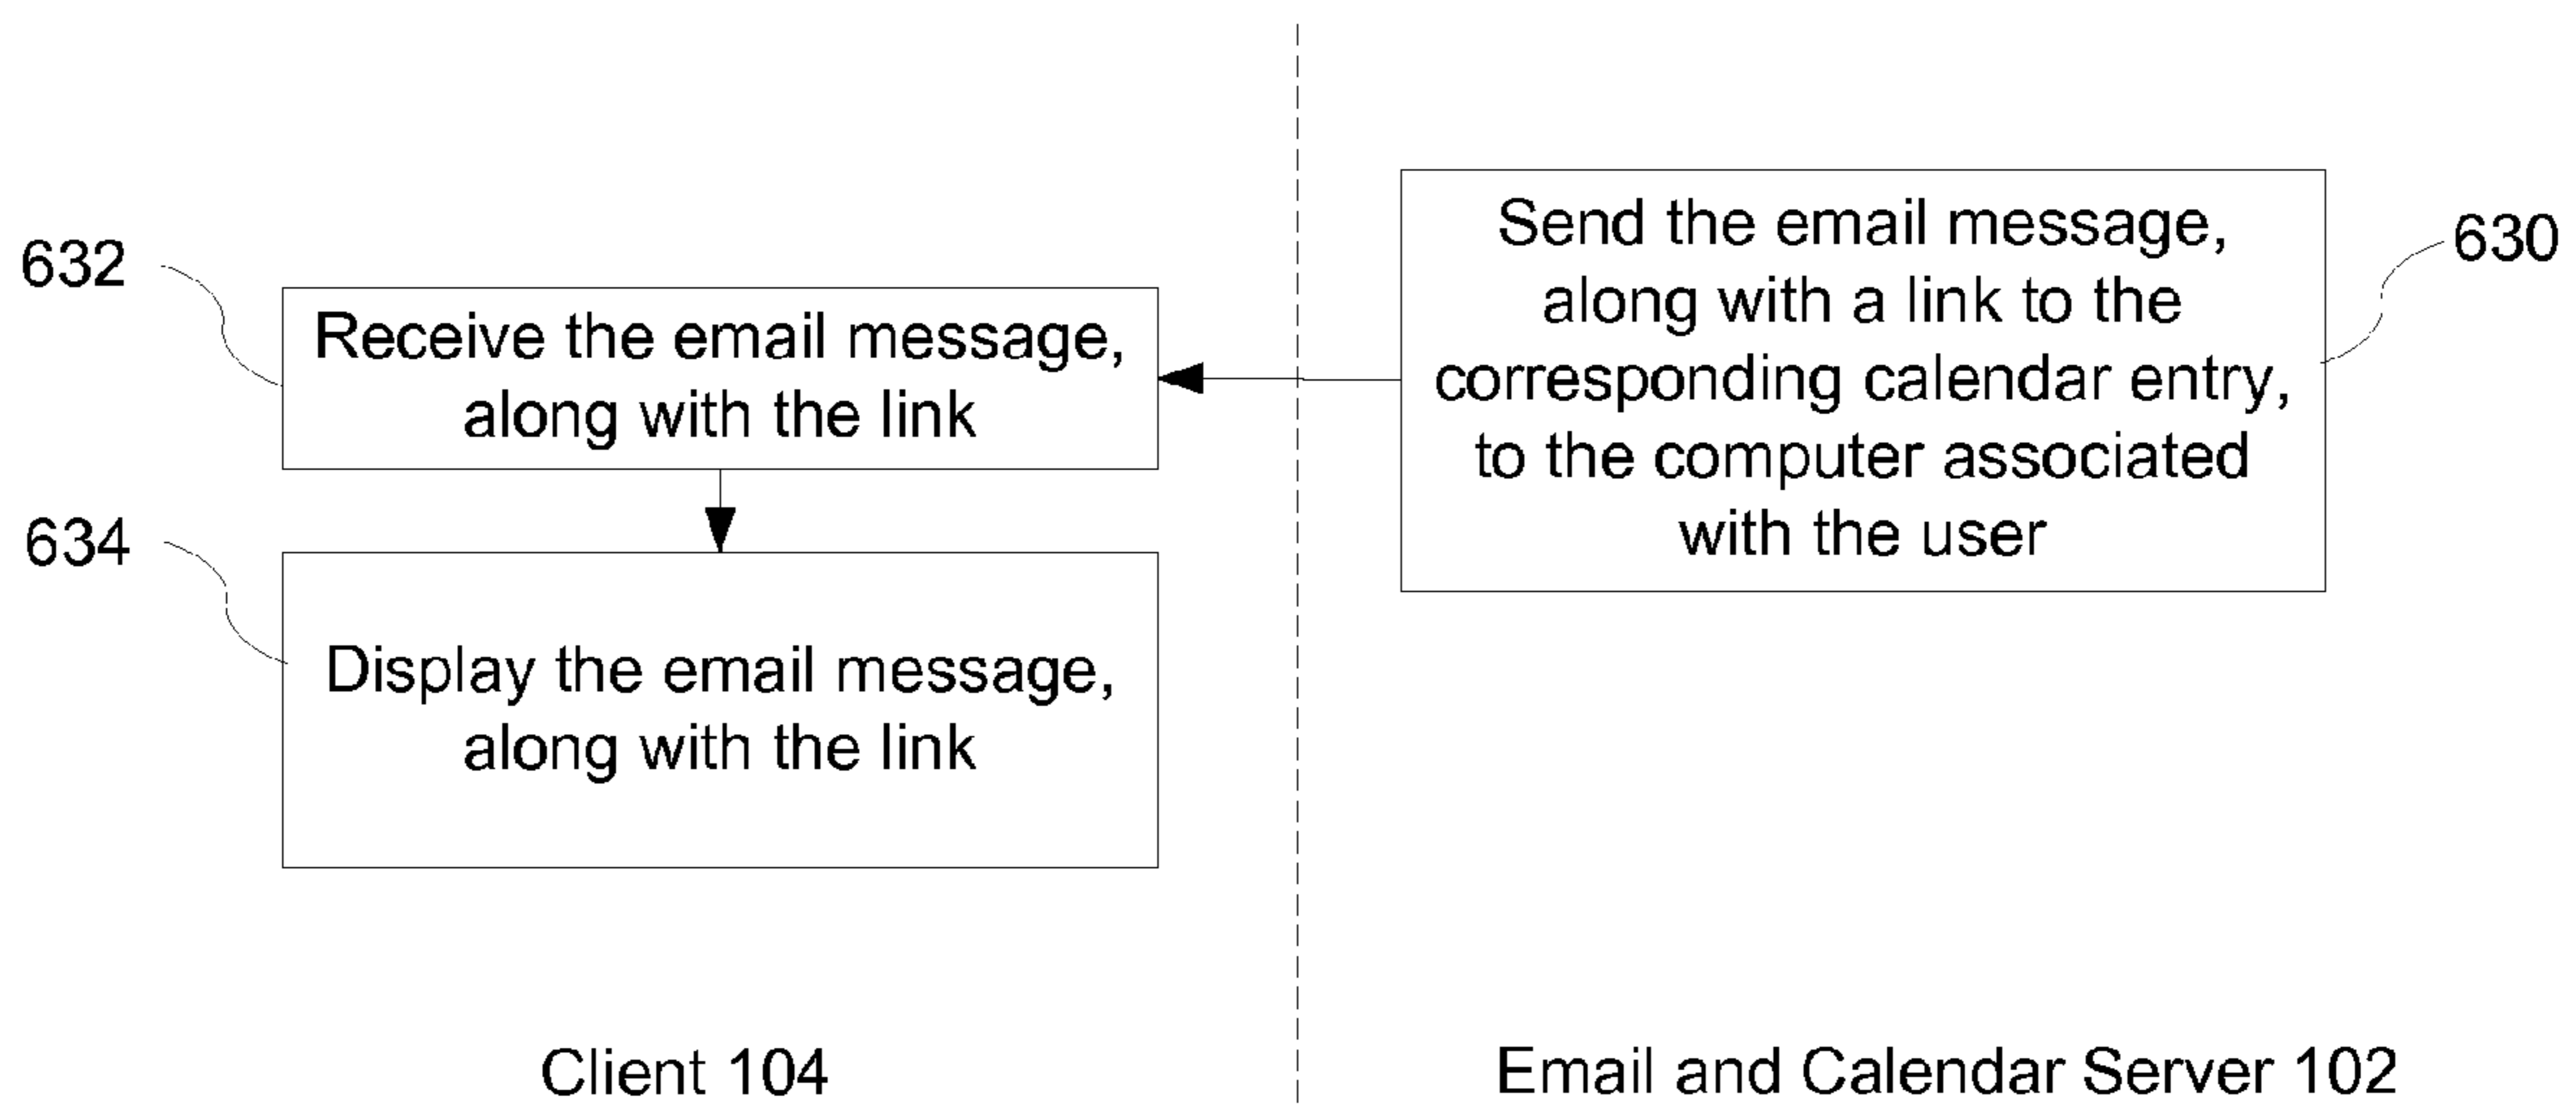 632
Receive the email message,
along with the link
634
Display the email message,
along with the link
Client 104
Send the email message,
along with a link to the
corresponding calendar entry,
to the computer associated
with the user
630
Email and Calendar Server 102